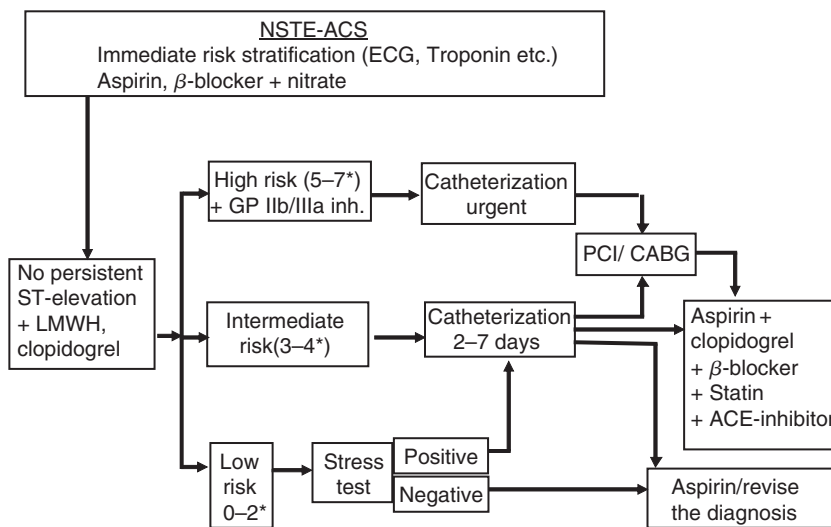 NSTE-ACS
Immediate risk stratification (ECG, Troponin etc.)
Aspirin, β-blocker + nitrate
No persistent
ST-elevation
+ LMWH,
clopidogrel
High risk (5–7*)
+ GP IIb/IIIa inh.
Catheterization
urgent
PCI/ CABG
Intermediate
risk(3–4*)
Catheterization
2–7 days
Aspirin +
clopidogrel
+ β-blocker
+ Statin
+ ACE-inhibitor
Low
risk
0–2*
Stress
test
Positive
Negative
Aspirin/revise
the diagnosis